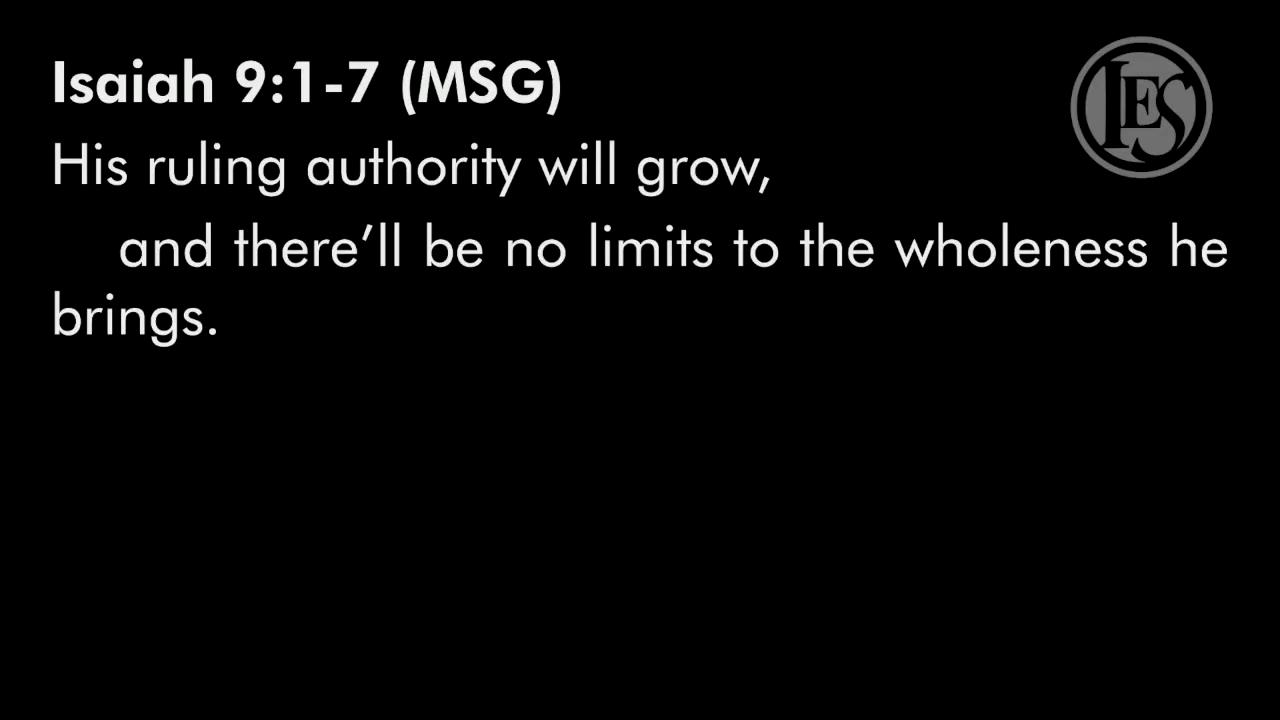 Isaiah 9:1-7 (MSG)
IES
His ruling authority will grow,
and there’ll be no limits to the wholeness he
brings.